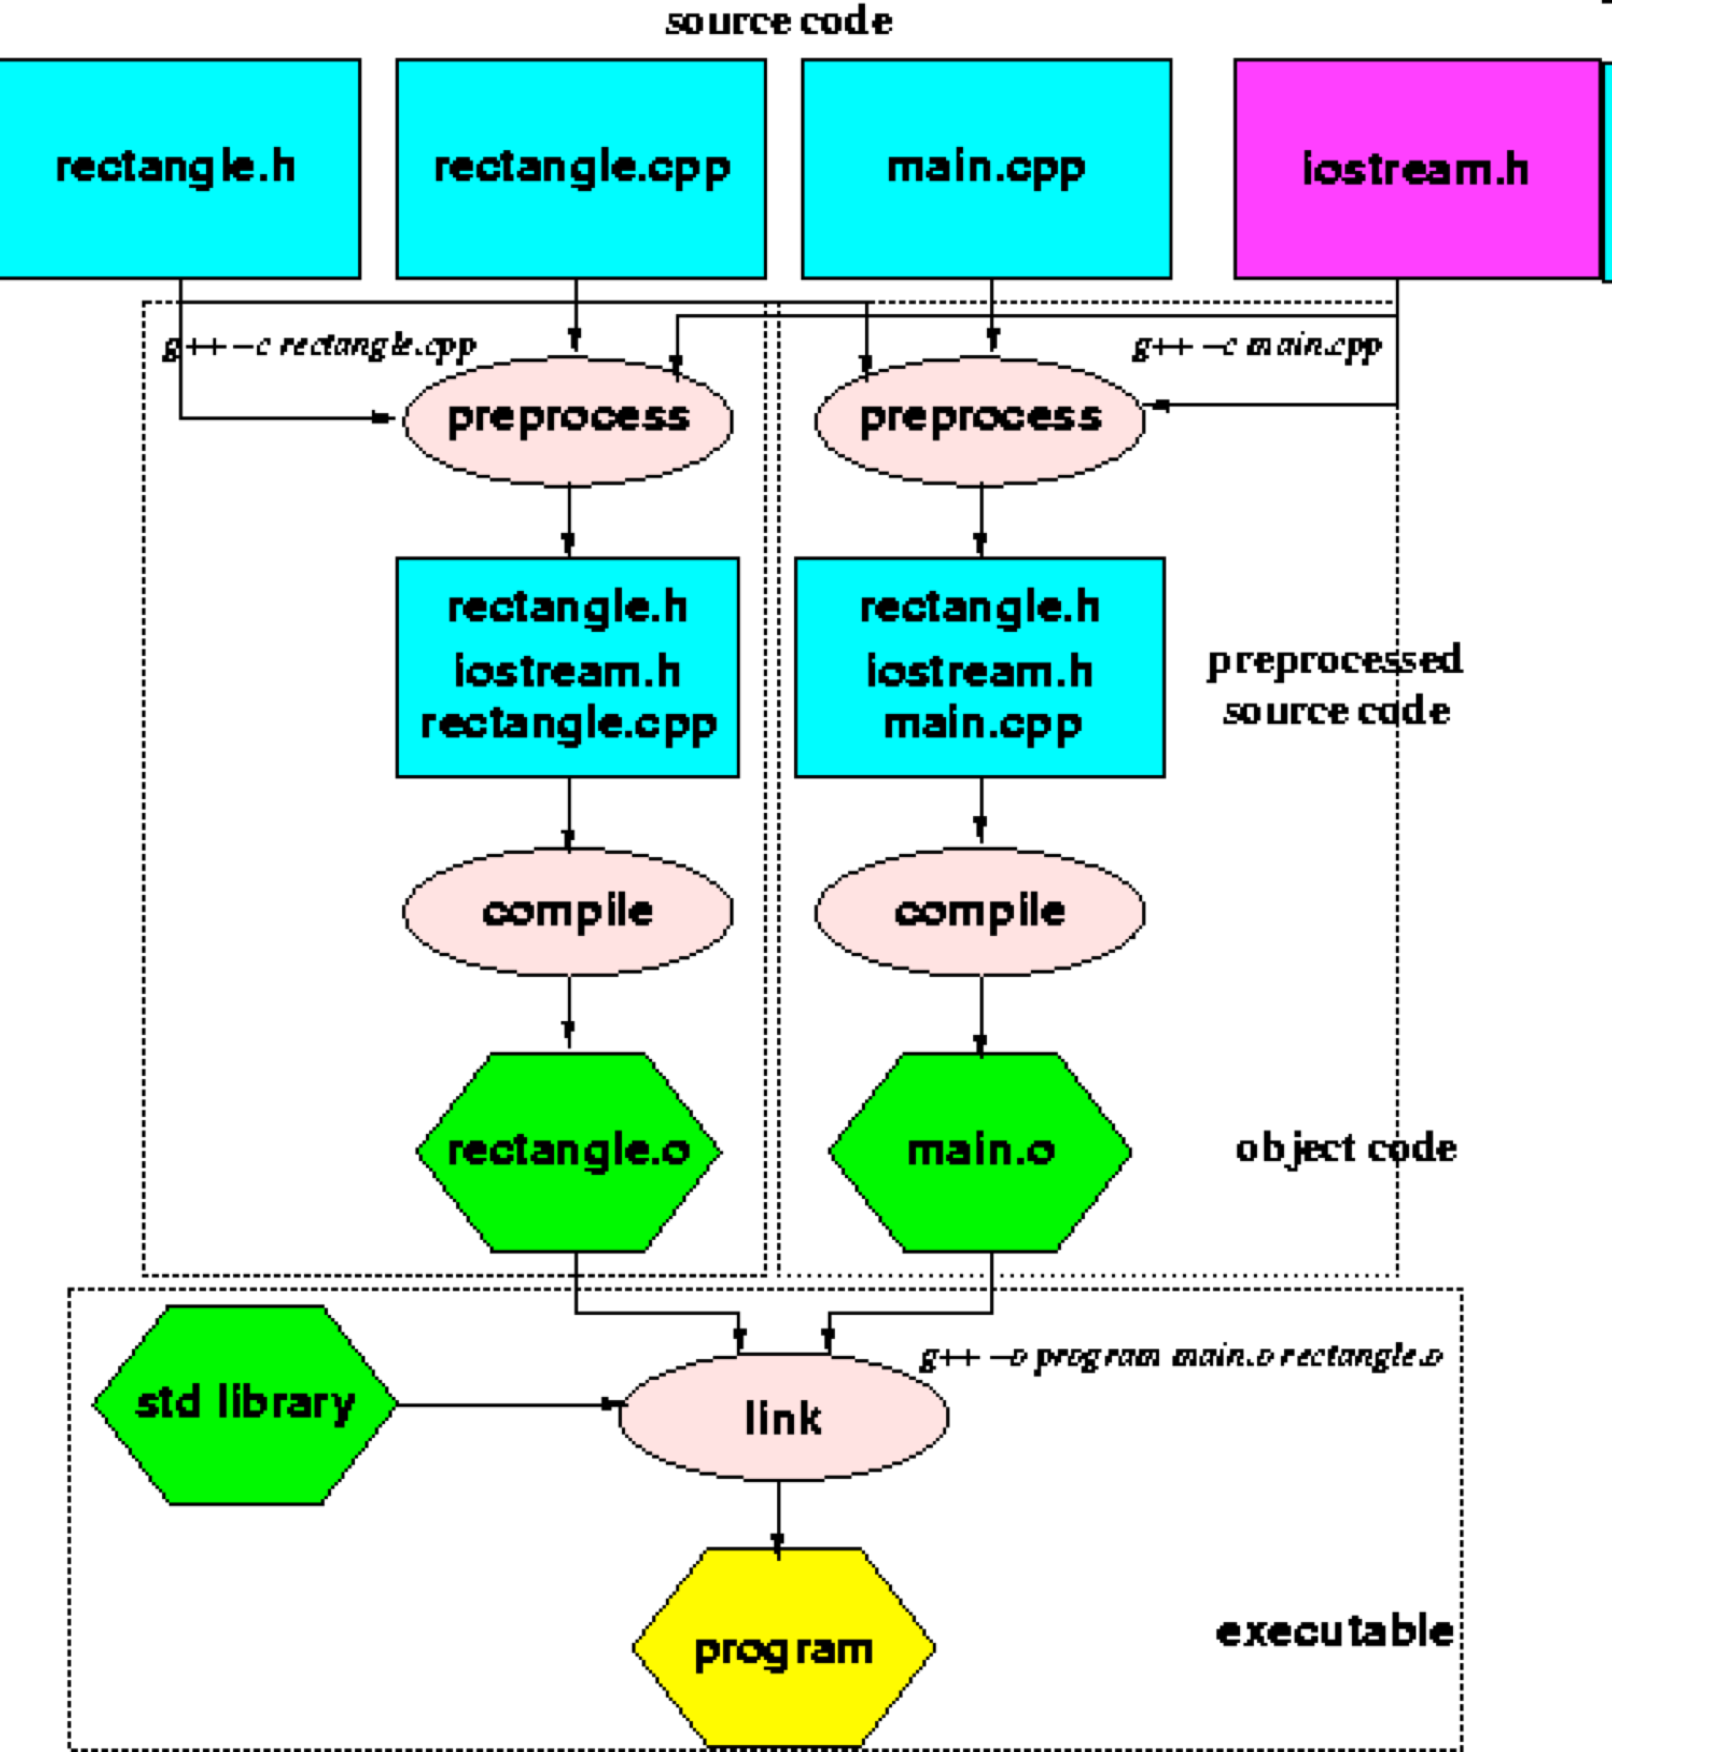 source code
rectangle.h
rectangle.cpp
main.cpp
iostream.h
g++ -c rectangle.cpp
g++ -c main.cpp
preprocess
preprocess
rectangle.h
iostream.h
rectangle.cpp
rectangle.h
iostream.h
main.cpp
preprocessed
source code
compile
compile
rectangle.o
main.o
object code
std library
link
g++ -o program main.o rectangle.o
program
executable